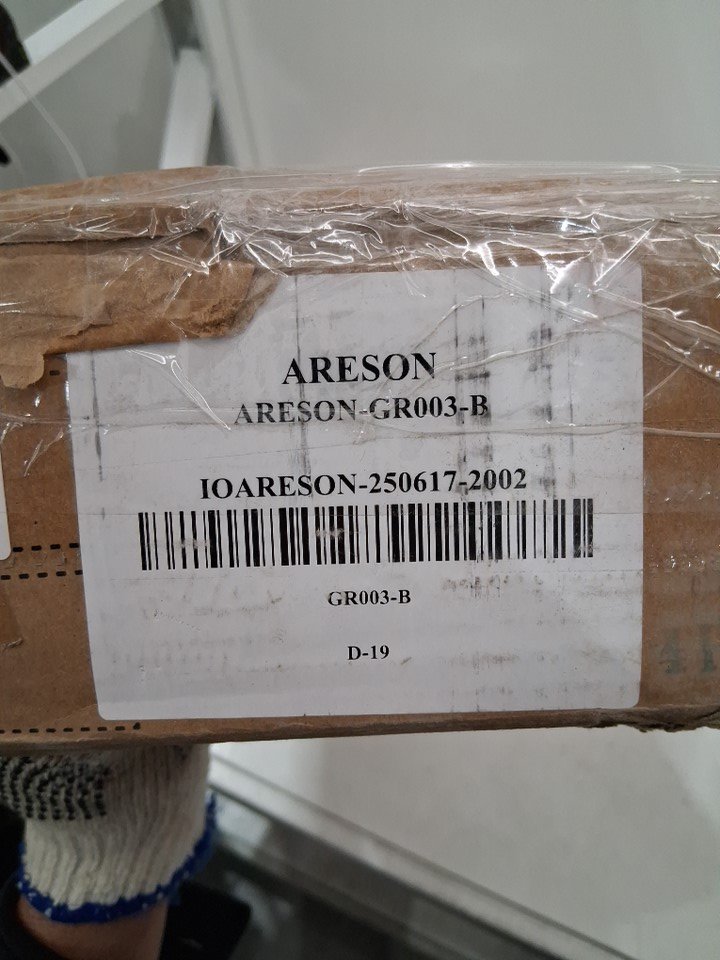 ARESON
ARESON-GR003-B
IOARESON-250617-2002
GR003-B
D-19